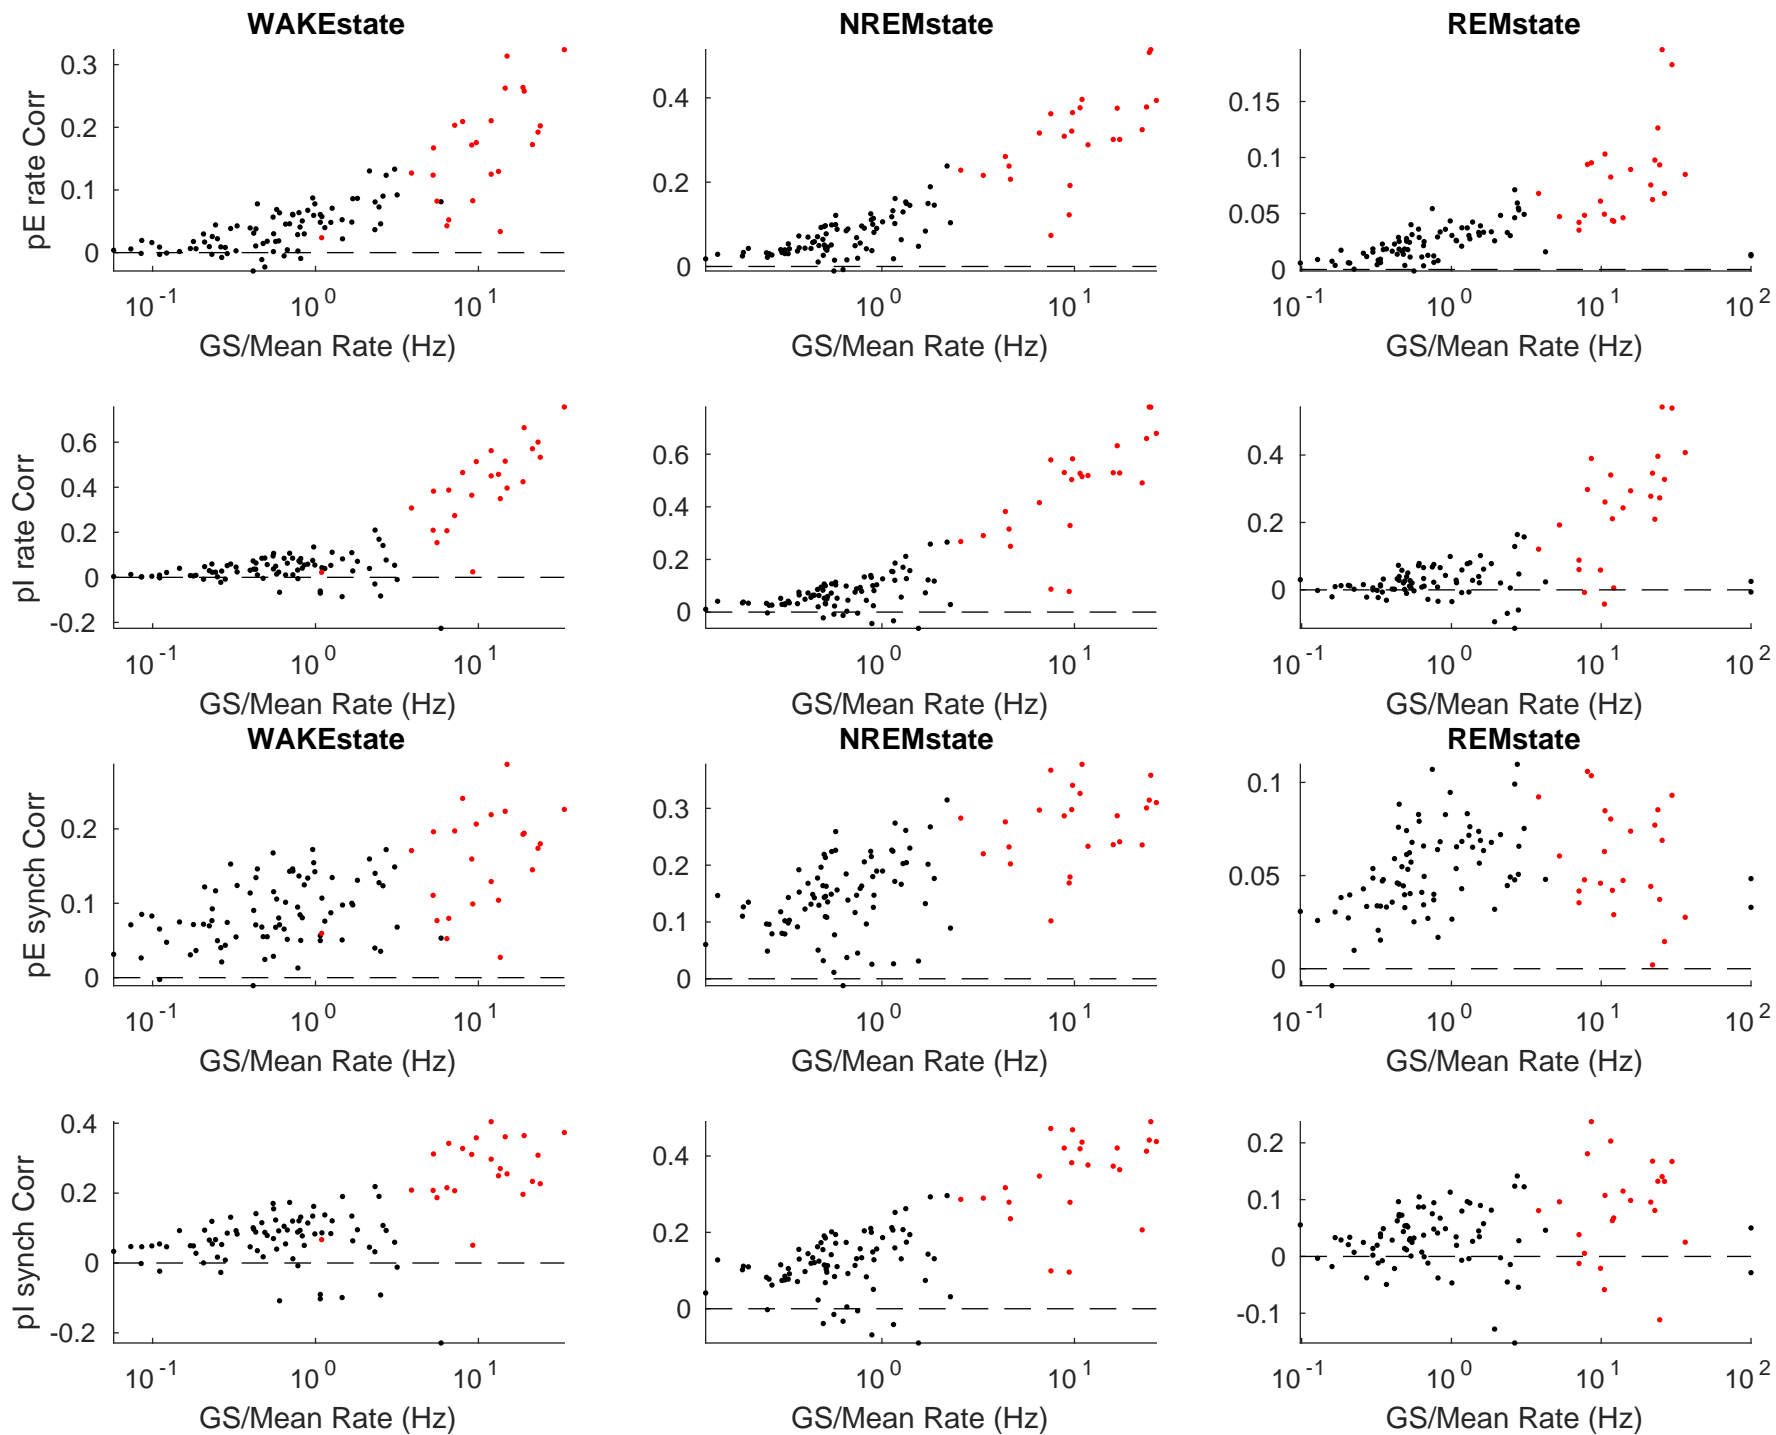 WAKEstate NREMstate REMstate
pE rate Corr
0.3
0.2
0.1
0
0.4
0.2
0
0.15
0.1
0.05
0
10^-1 10^0 10^1
10^0 10^1
10^-1 10^0 10^1 10^2
GS/Mean Rate (Hz) GS/Mean Rate (Hz) GS/Mean Rate (Hz)
pI rate Corr
0.6
0.4
0.2
0
-0.2
0.6
0.4
0.2
0
0.4
0.2
0
10^-1 10^0 10^1
10^0 10^1
10^-1 10^0 10^1 10^2
GS/Mean Rate (Hz) GS/Mean Rate (Hz) GS/Mean Rate (Hz)
WAKEstate NREMstate REMstate
pE synch Corr
0.2
0.1
0
0.3
0.2
0.1
0
0.1
0.05
0
10^-1 10^0 10^1
10^0 10^1
10^-1 10^0 10^1 10^2
GS/Mean Rate (Hz) GS/Mean Rate (Hz) GS/Mean Rate (Hz)
pI synch Corr
0.4
0.2
0
-0.2
0.4
0.2
0
0.2
0.1
0
-0.1
10^-1 10^0 10^1
10^0 10^1
10^-1 10^0 10^1 10^2
GS/Mean Rate (Hz) GS/Mean Rate (Hz) GS/Mean Rate (Hz)